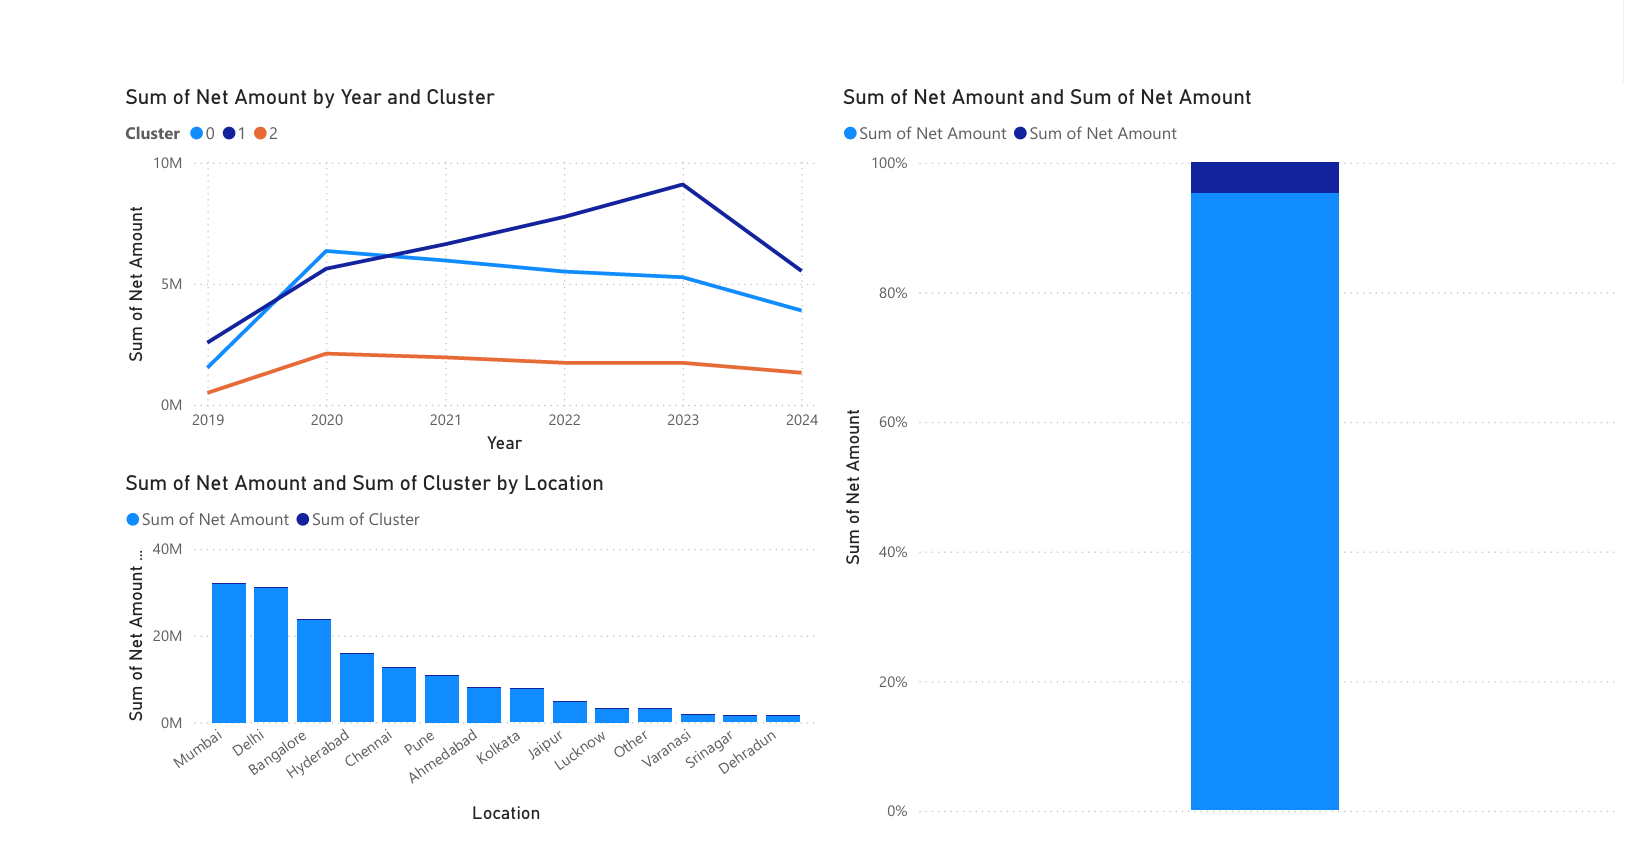 Sum of Net Amount by Year and Cluster
Cluster 0 1 2
Sum of Net Amount
10M
5M
0M
2019 2020 2021 2022 2023 2024
Year
Sum of Net Amount and Sum of Cluster by Location
Sum of Net Amount Sum of Cluster
Sum of Net Amount ...
40M
20M
0M
Mumbai Delhi Bangalore Hyderabad Chennai Pune Ahmedabad Kolkata Jaipur Lucknow Other Varanasi Srinagar Dehradun
Location
Sum of Net Amount and Sum of Net Amount
Sum of Net Amount Sum of Net Amount
Sum of Net Amount
100%
80%
60%
40%
20%
0%